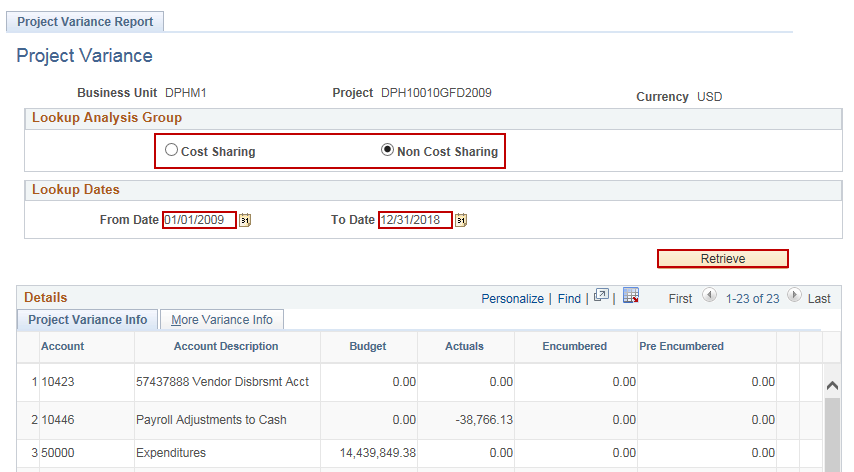 Project Variance Report
Project Variance
Business Unit DPHM1 Project DPH10010GFD2009 Currency USD
Lookup Analysis Group
Cost Sharing Non Cost Sharing
Lookup Dates
From Date 01/01/2009 31 To Date 12/31/2018 31
Retrieve
Details Personalize | Find | | First 1-23 of 23 Last
Project Variance Info More Variance Info
Account Account Description Budget Actuals Encumbered Pre Encumbered
1 10423 57437888 Vendor Disbrsmt Acct 0.00 0.00 0.00 0.00
2 10446 Payroll Adjustments to Cash 0.00 -38,766.13 0.00 0.00
3 50000 Expenditures 14,439,849.38 0.00 0.00 0.00